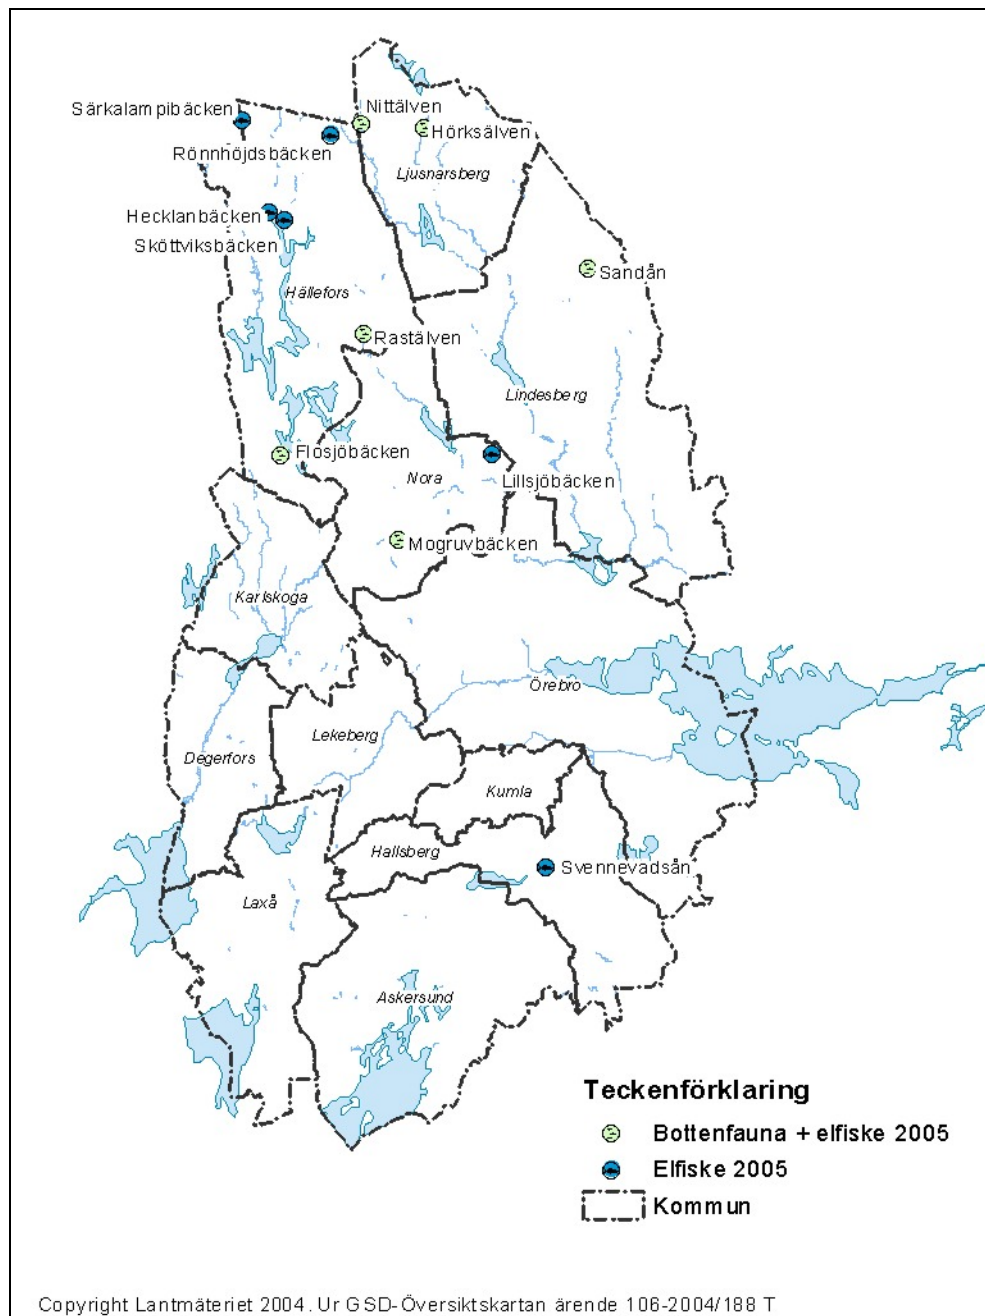 Särkalampibäcken
Nittälven
Hörksälven
Rönnhöjdsbäcken
Ljusnarsberg
Hecklanbäcken
Sköttviksbäcken
Sandån
Hällefors
Rastälven
Lindesberg
Flosjöbäcken
Nora
Lillsjöbäcken
Mogruvbäcken
Karlskoga
Örebro
Lekeberg
Degerfors
Kumla
Hallsberg
Svennevadsån
Laxå
Askersund
Teckenförklaring
Bottenfauna + elfiske 2005
Elfiske 2005
Kommun
Copyright Lantmäteriet 2004. Ur GSD-Översiktskartan ärende 106-2004/188 T